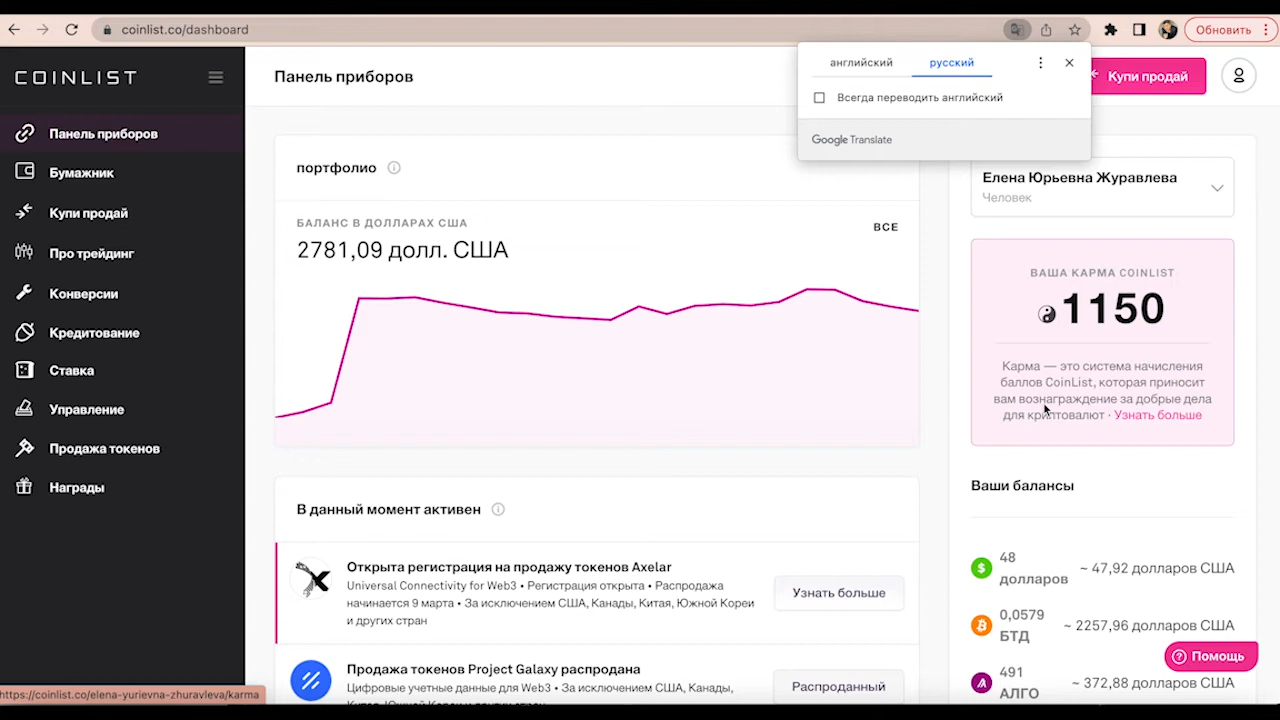 coinlist.co/dashboard
Обновить
COINLIST
Панель приборов
Бумажник
Купи продай
Про трейдинг
Конверсии
Кредитование
Ставка
Управление
Продажа токенов
Награды
https://coinlist.co/elena-yurievna-zhuravleva/karma
Панель приборов
английский
русский
Всегда переводить английский
Google Translate
Купи продай
портфолио
БАЛАНС В ДОЛЛАРАХ США
ВСЕ
2781,09 долл. США
В данный момент активен
Открыта регистрация на продажу токенов Axelar
Universal Connectivity for Web3 • Регистрация открыта • Распродажа
начинается 9 марта • За исключением США, Канады, Китая, Южной Кореи
и других стран
Узнать больше
Продажа токенов Project Galaxy распродана
Цифровые учетные данные для Web3 • За исключением США, Канады,
Китая, Южной Кореи и других стран
Распроданный
Елена Юрьевна Журавлева
Человек
ВАША КАРМА COINLIST
1150
Карма — это система начисления
баллов CoinList, которая приносит
вам вознаграждение за добрые дела
для криптовалют · Узнать больше
Ваши балансы
48
долларов
~ 47,92 долларов США
0,0579
БТД
~ 2257,96 долларов США
Помощь
491
АЛГО
~ 372,88 долларов США